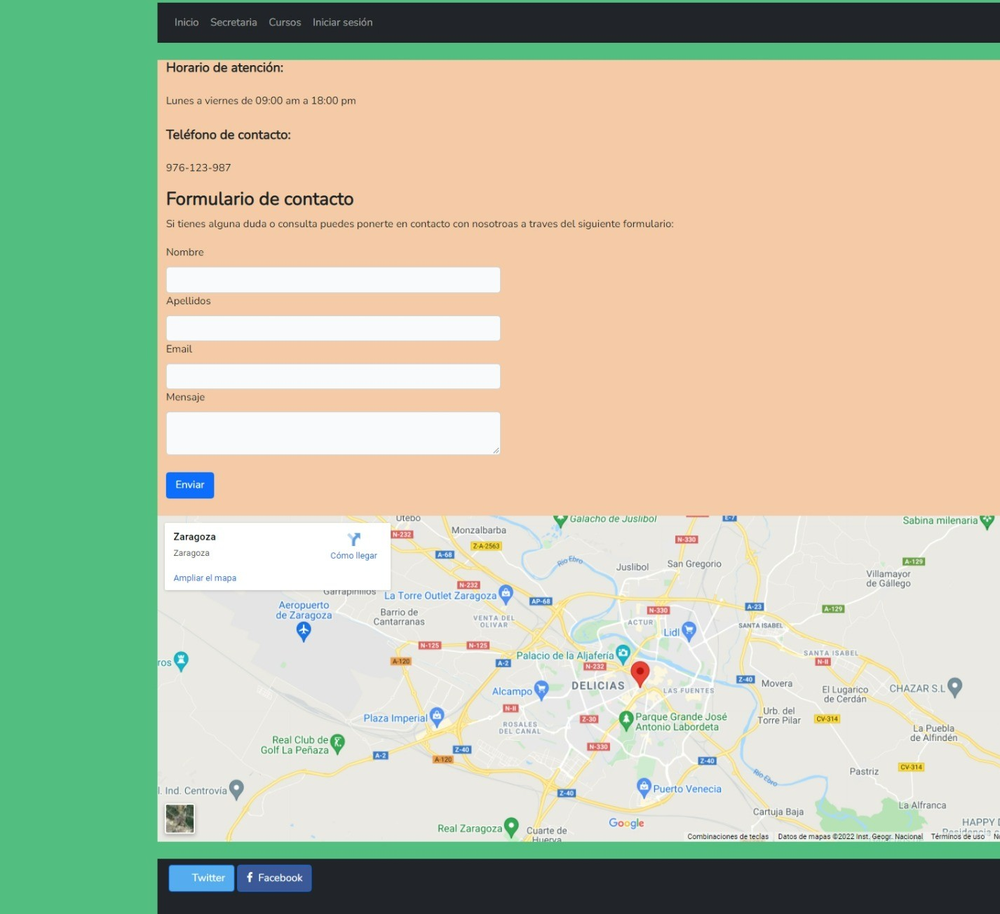 Inicio Secretaria Cursos Iniciar sesión
Horario de atención:
Lunes a viernes de 09:00 am a 18:00 pm
Teléfono de contacto:
976-123-987
Formulario de contacto
Si tienes alguna duda o consulta puedes ponerte en contacto con nosotroas a traves del siguiente formulario:
Nombre
Apellidos
Email
Mensaje
Enviar
Zaragoza
Zaragoza
Cómo llegar
Ampliar el mapa
Utebo
Monzalbarba
Galacho de Juslibol
Sabina milenaria
N-232
Z-A-2563
E-7
N-330
A-68
Río Ebro
Juslibol
San Gregorio
A-129
Villamayor
de Gállego
N-232
Garrapinillos
La Torre Outlet Zaragoza
AP-68
Aeropuerto
de Zaragoza
Barrio de
Cantarranas
VENTA DEL
OLIVAR
N-330
A-23
A-129
ACTUR
SANTA ISABEL
Lidl
N-125
N-125
Palacio de la Aljafería
SANTA ISABEL
ros
A-120
A-2
N-232
N-II
DELICIAS
Z-40
Movera
Alcampo
LAS FUENTES
El Lugarico
de Cerdán
CHAZAR S.L
N-II
Plaza Imperial
ROSALES
DEL CANAL
Z-30
Parque Grande José
Antonio Labordeta
Urb. del
Torre Pilar
CV-314
La Puebla
de Alfindén
Real Club de
Golf La Peñaza
N-330
A-2
Z-40
A-120
Z-40
Río Ebro
Pastriz
CV-314
l. Ind. Centrovía
Z-40
Puerto Venecia
Cartuja Baja
La Alfranca
Real Zaragoza
Cuarte de
Huerva
Google
HAPPY D
Residencia
Combinaciones de teclas Datos de mapas ©2022 Inst. Geogr. Nacional Términos de uso
Twitter Facebook